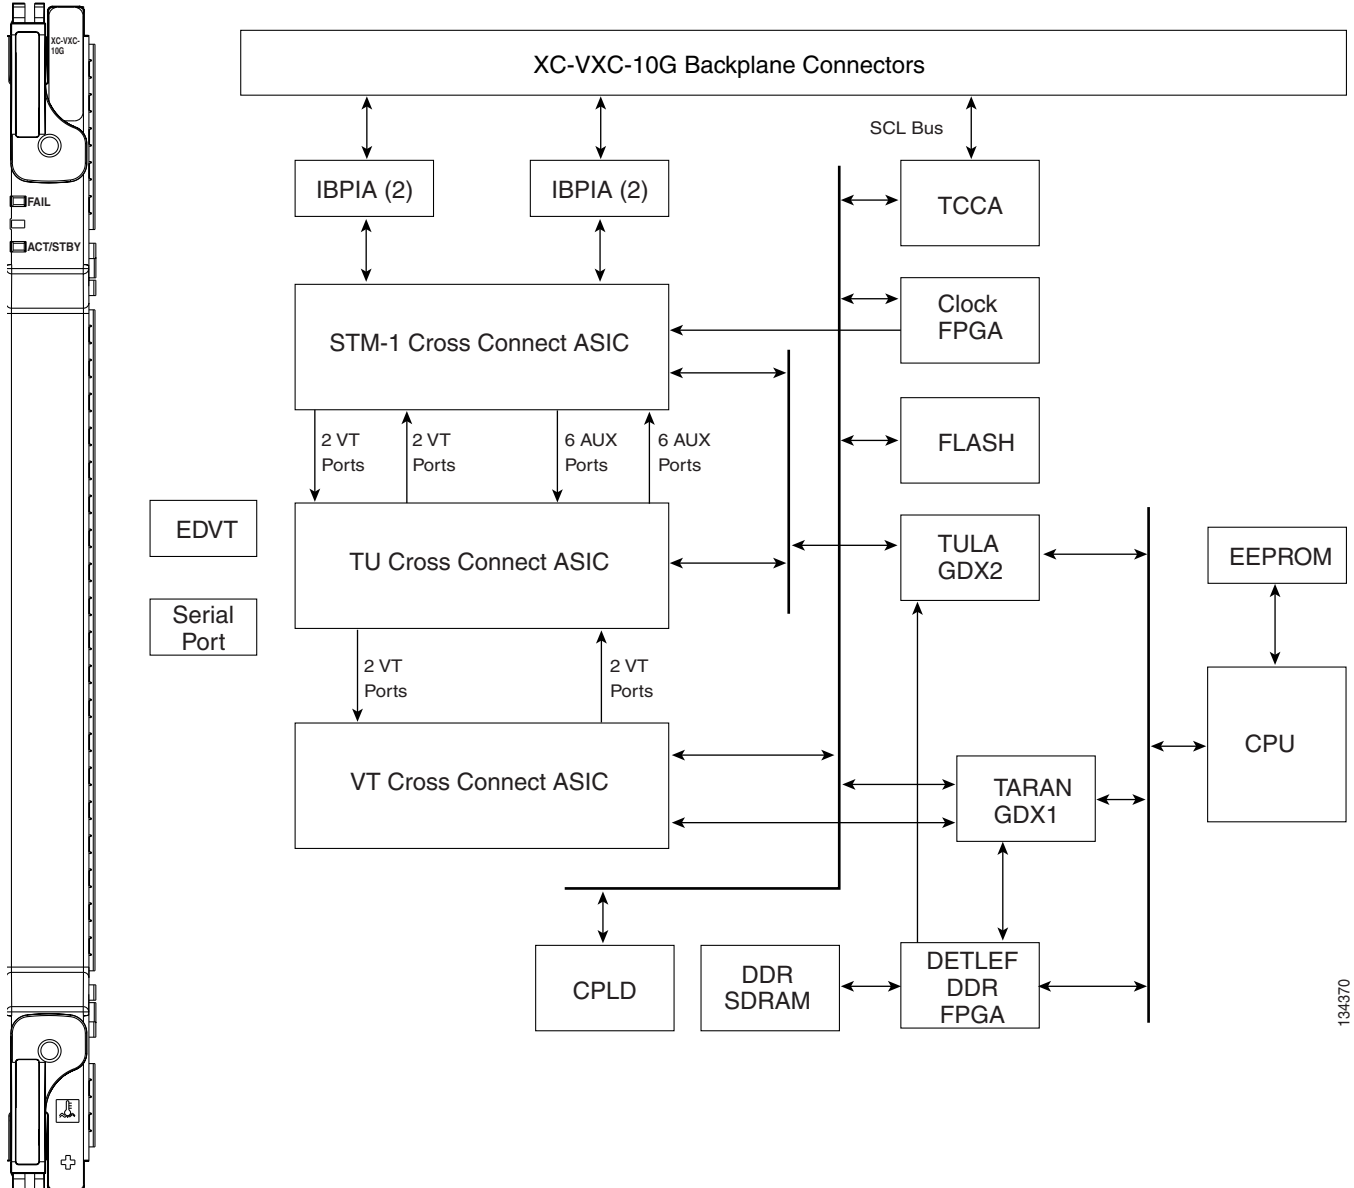 XC-VXC-
10G
FAIL
ACT/STBY
XC-VXC-10G Backplane Connectors
SCL Bus
IBPIA (2)
IBPIA (2)
TCCA
Clock
FPGA
STM-1 Cross Connect ASIC
2 VT
Ports
2 VT
Ports
6 AUX
Ports
6 AUX
Ports
FLASH
EDVT
TU Cross Connect ASIC
TULA
GDX2
EEPROM
Serial
Port
2 VT
Ports
2 VT
Ports
VT Cross Connect ASIC
TARAN
GDX1
CPU
CPLD
DDR
SDRAM
DETLEF
DDR
FPGA
134370